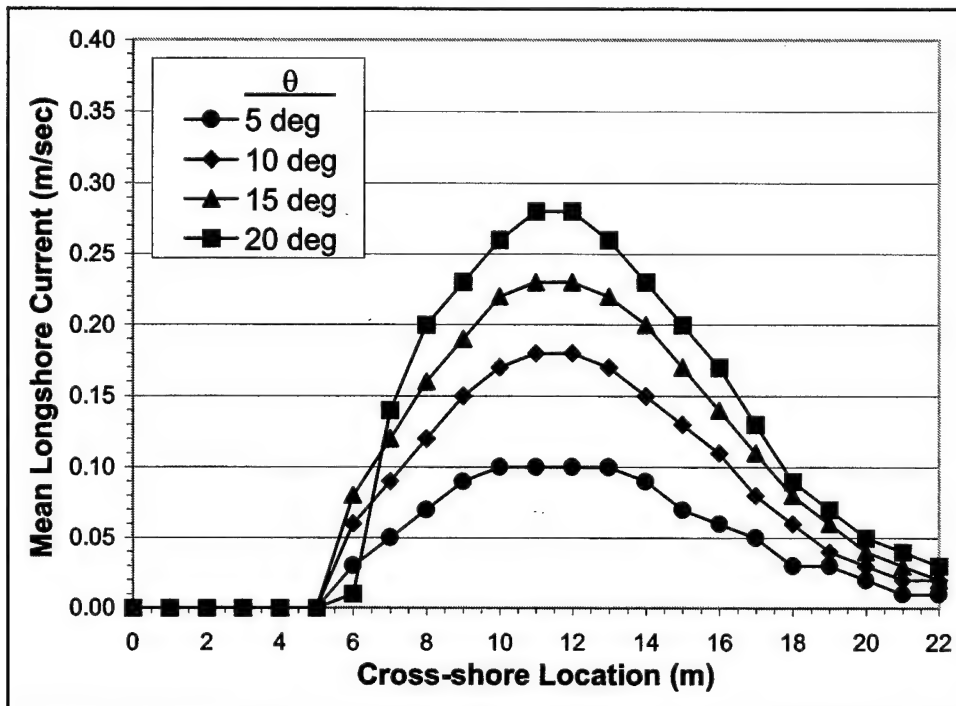 Mean Longshore Current (m/sec)
0.40
0.35
0.30
0.25
0.20
0.15
0.10
0.05
0.00
θ
5 deg
10 deg
15 deg
20 deg
0 2 4 6 8 10 12 14 16 18 20 22
Cross-shore Location (m)